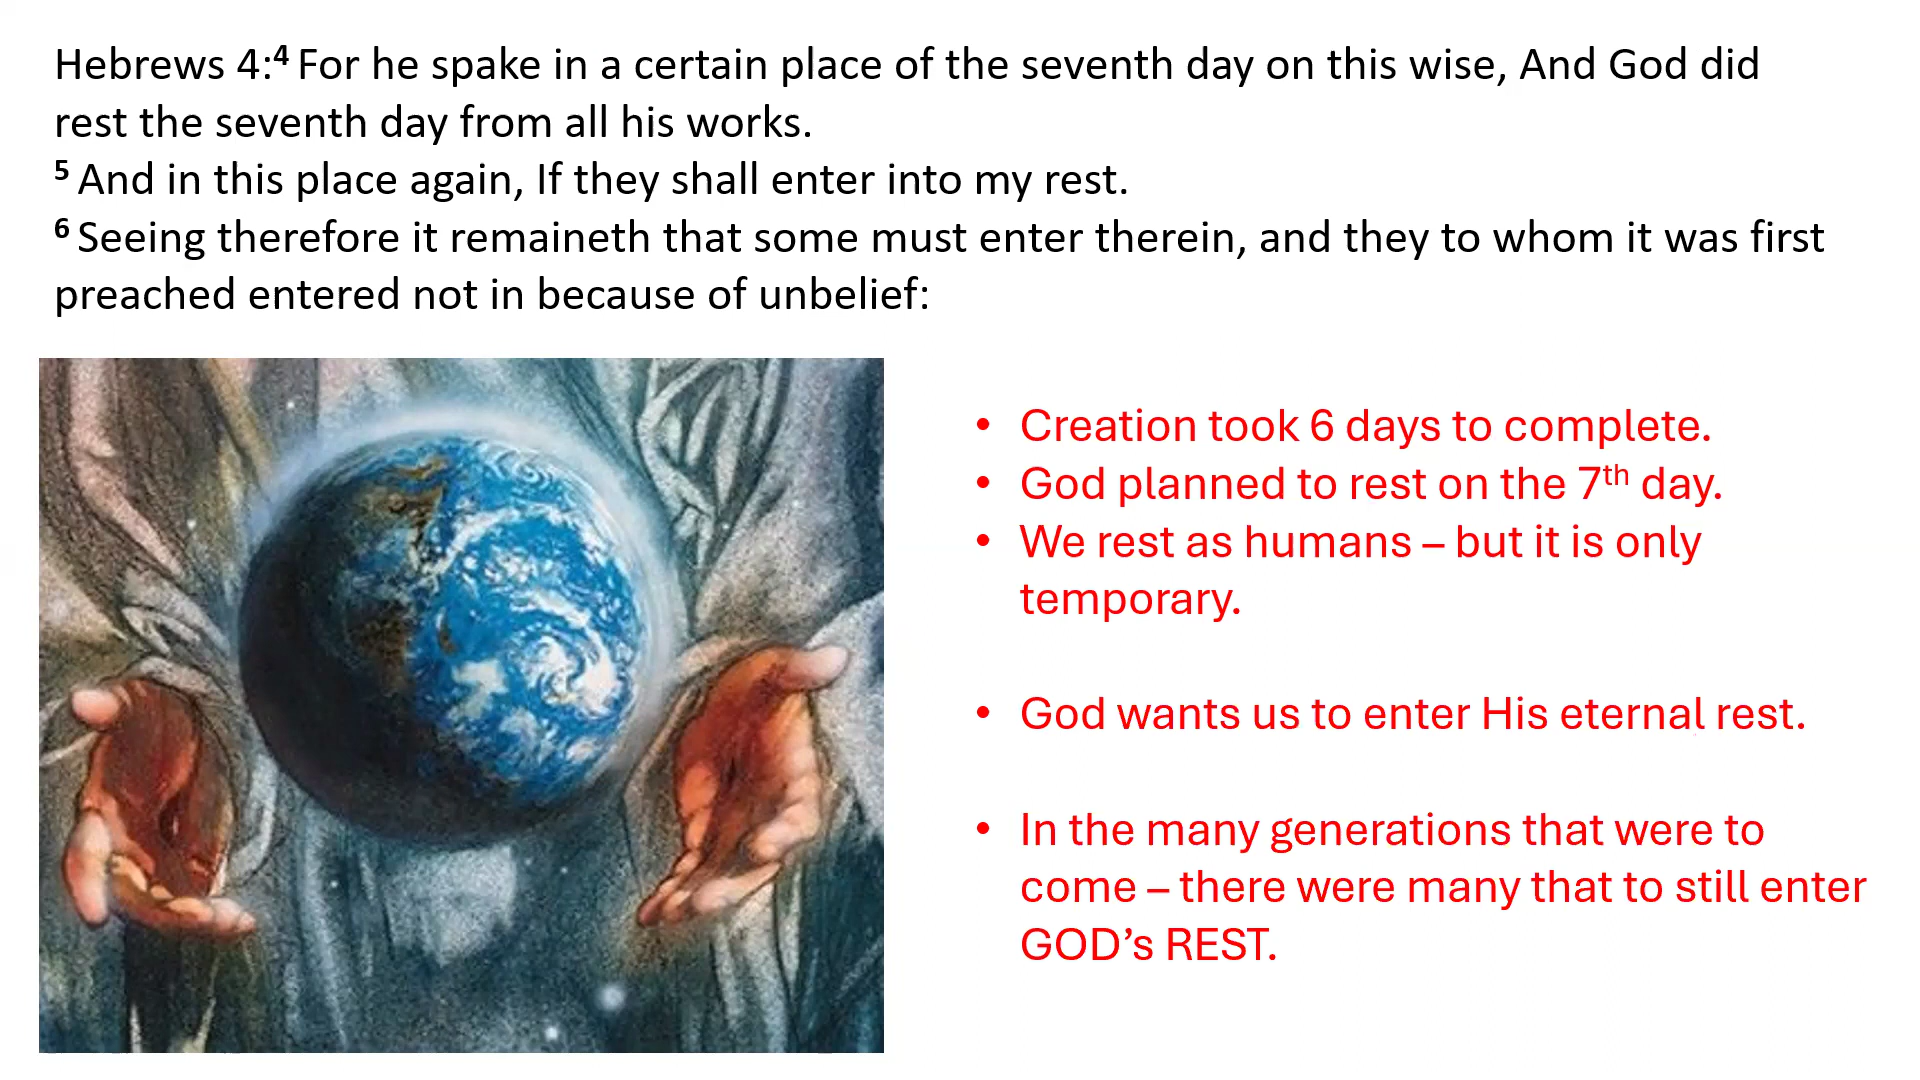 Hebrews 4:4 For he spake in a certain place of the seventh day on this wise, And God did
rest the seventh day from all his works.
5 And in this place again, If they shall enter into my rest.
6 Seeing therefore it remaineth that some must enter therein, and they to whom it was first
preached entered not in because of unbelief:
• Creation took 6 days to complete.
• God planned to rest on the 7th day.
• We rest as humans – but it is only
temporary.
• God wants us to enter His eternal rest.
• In the many generations that were to
come – there were many that to still enter
GOD’s REST.